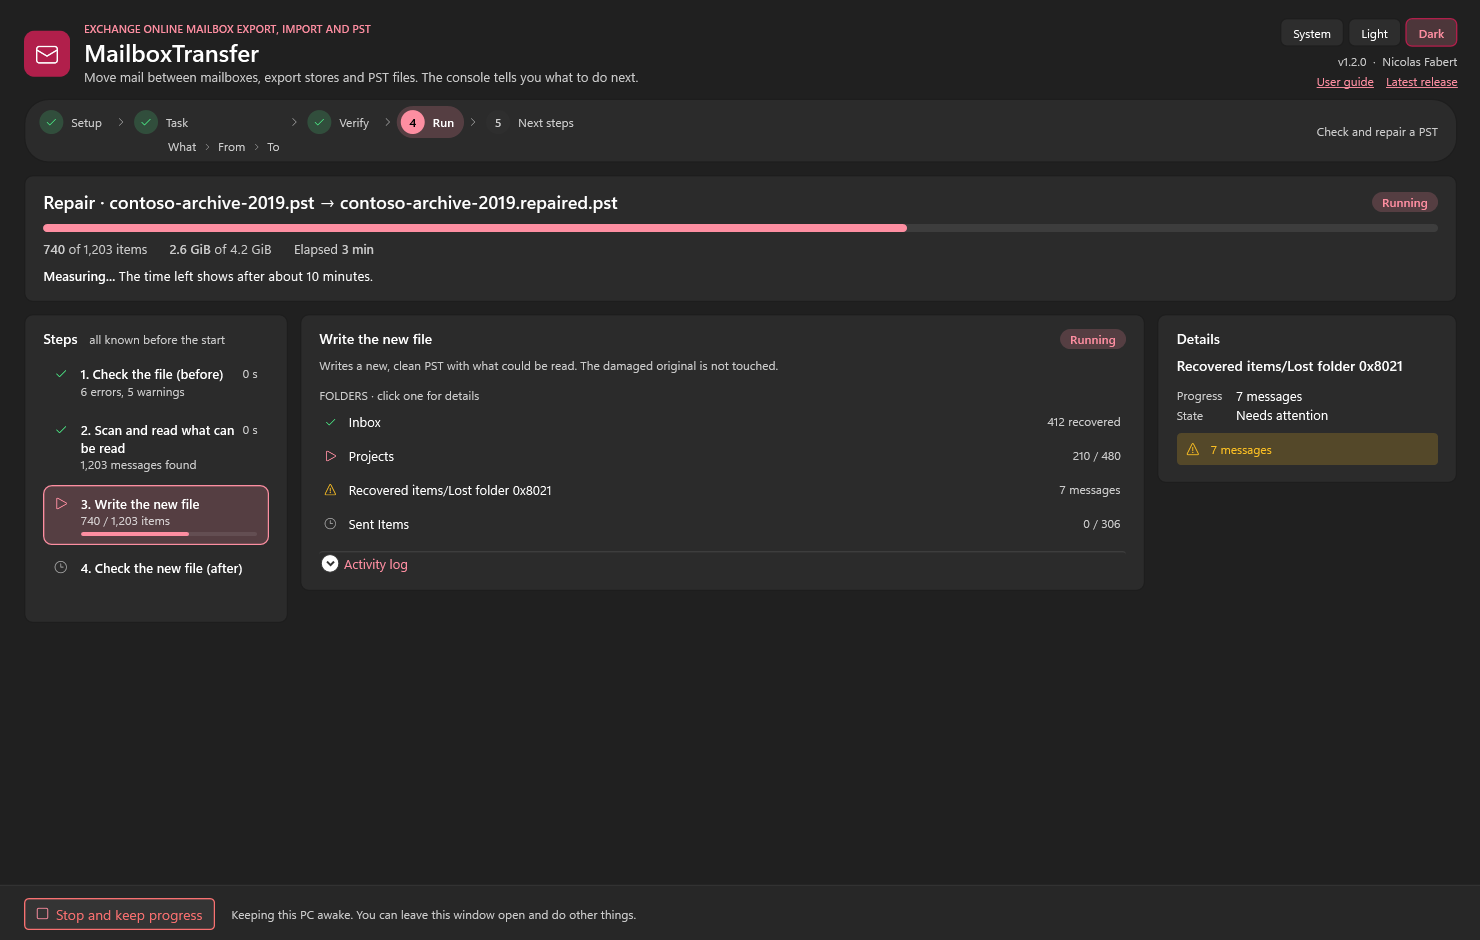 EXCHANGE ONLINE MAILBOX EXPORT, IMPORT AND PST
MailboxTransfer
Move mail between mailboxes, export stores and PST files. The console tells you what to do next.
System Light Dark
v1.2.0 · Nicolas Fabert
User guide Latest release
Setup Task Verify 4 Run 5 Next steps
What From To
Check and repair a PST
Repair · contoso-archive-2019.pst → contoso-archive-2019.repaired.pst
Running
740 of 1,203 items 2.6 GiB of 4.2 GiB Elapsed 3 min
Measuring... The time left shows after about 10 minutes.
Steps all known before the start
1. Check the file (before) 0 s
6 errors, 5 warnings
2. Scan and read what can 0 s
be read
1,203 messages found
3. Write the new file
740 / 1,203 items
4. Check the new file (after)
Write the new file
Running
Writes a new, clean PST with what could be read. The damaged original is not touched.
FOLDERS · click one for details
Inbox 412 recovered
Projects 210 / 480
Recovered items/Lost folder 0x8021 7 messages
Sent Items 0 / 306
Activity log
Details
Recovered items/Lost folder 0x8021
Progress 7 messages
State Needs attention
7 messages
Stop and keep progress
Keeping this PC awake. You can leave this window open and do other things.